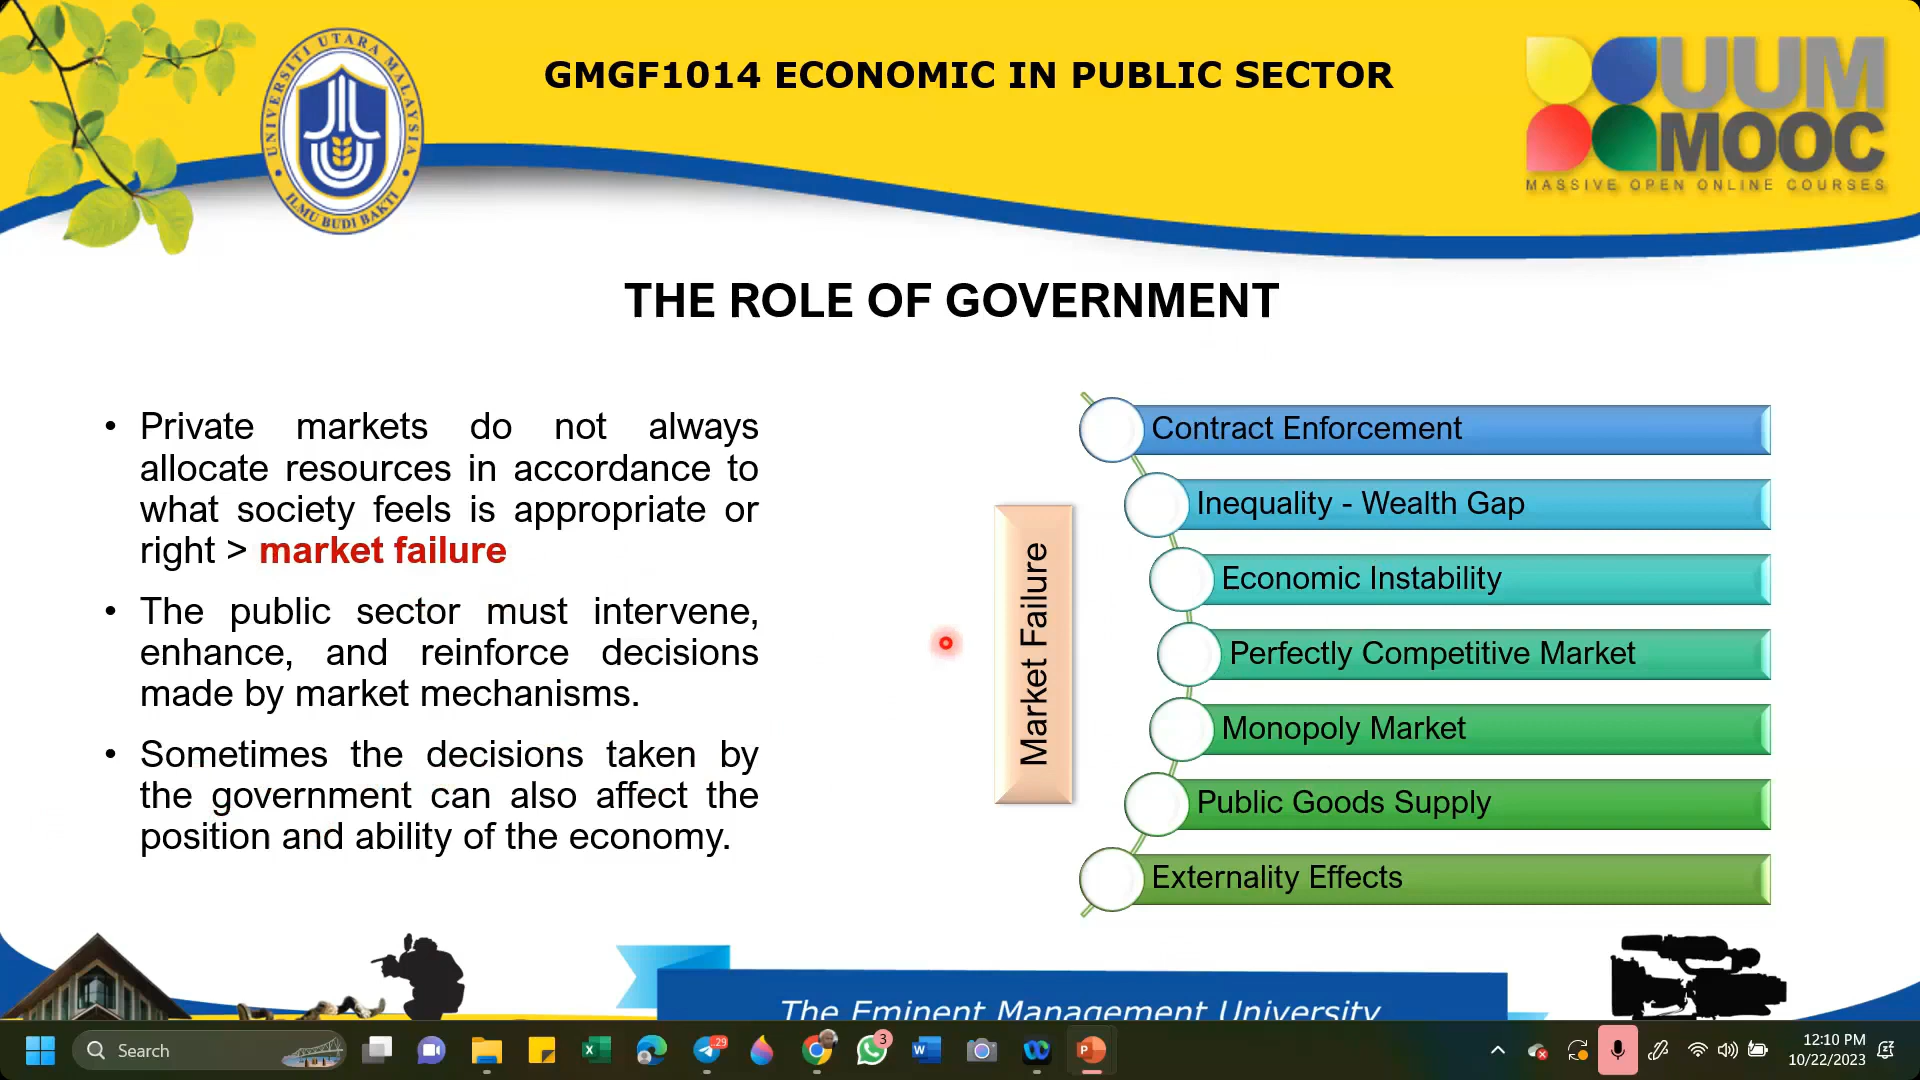 GMGF1014 ECONOMIC IN PUBLIC SECTOR
UNIVERSITI UTARA MALAYSIA
ILMU BUDI BAKTI
UUM
MOOC
MASSIVE OPEN ONLINE COURSES
THE ROLE OF GOVERNMENT
• Private markets do not always
allocate resources in accordance to
what society feels is appropriate or
right > market failure
• The public sector must intervene,
enhance, and reinforce decisions
made by market mechanisms.
• Sometimes the decisions taken by
the government can also affect the
position and ability of the economy.
Market Failure
Contract Enforcement
Inequality - Wealth Gap
Economic Instability
Perfectly Competitive Market
Monopoly Market
Public Goods Supply
Externality Effects
The Eminent Management University
Search
29
3
12:10 PM
10/22/2023